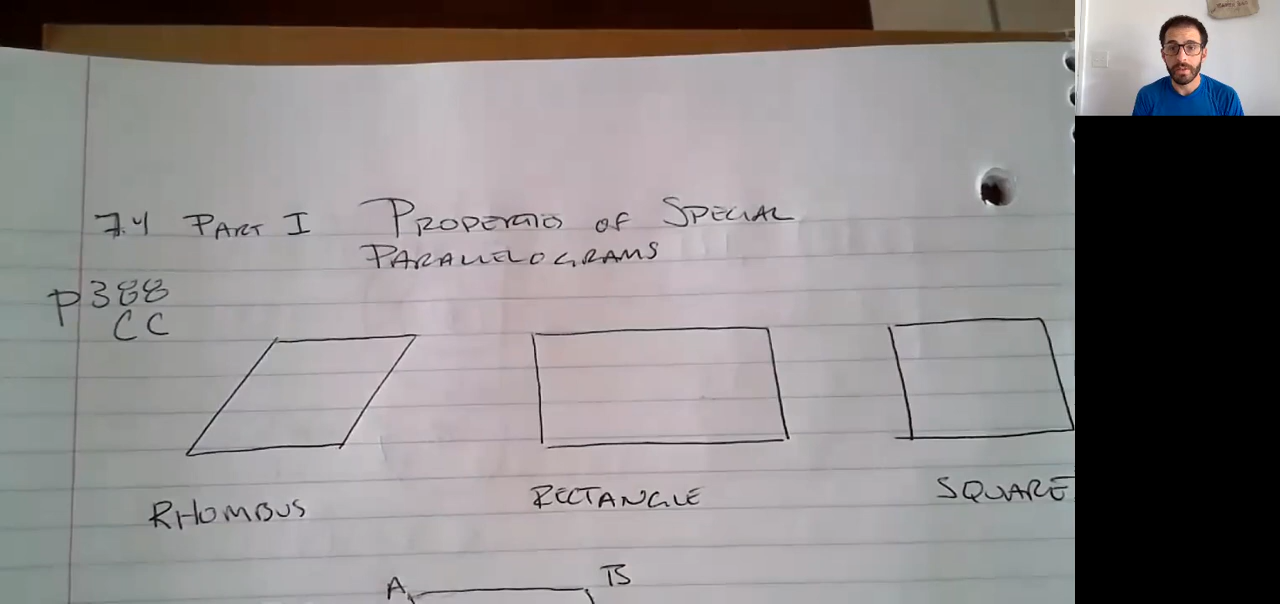 7.4 PART I PROPERTIES OF SPECIAL
PARALLELOGRAMS
p388
CC
RHOMBUS
RECTANGLE
SQUARE
A B